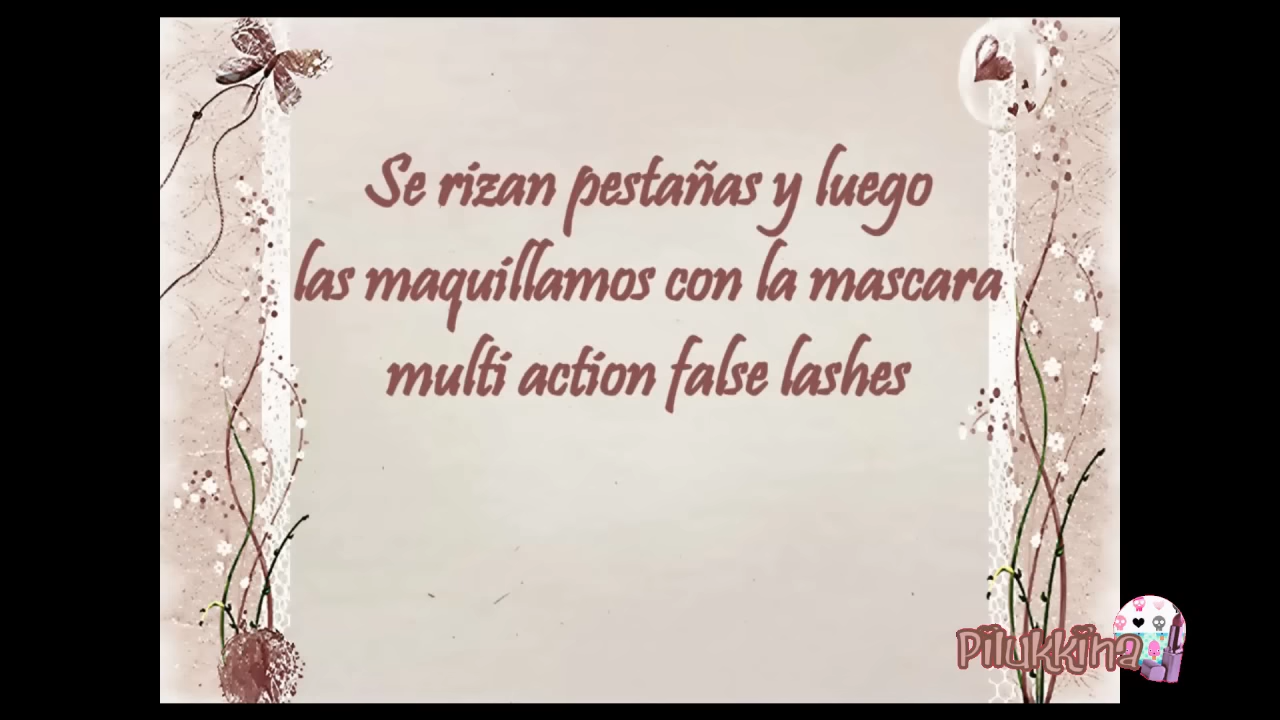 Se rizan pestañas y luego
las maquillamos con la mascara
multi action false lashes
Pilukkina